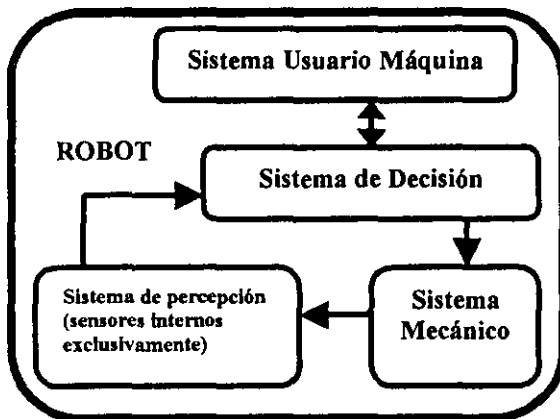 Sistema Usuario Máquina
ROBOT
Sistema de Decisión
Sistema de percepción
(sensores internos
exclusivamente)
Sistema
Mecánico